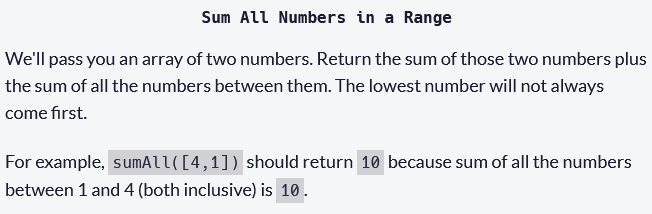 Sum All Numbers in a Range
We'll pass you an array of two numbers. Return the sum of those two numbers plus
the sum of all the numbers between them. The lowest number will not always
come first.
For example, sumAll([4,1]) should return 10 because sum of all the numbers
between 1 and 4 (both inclusive) is 10.